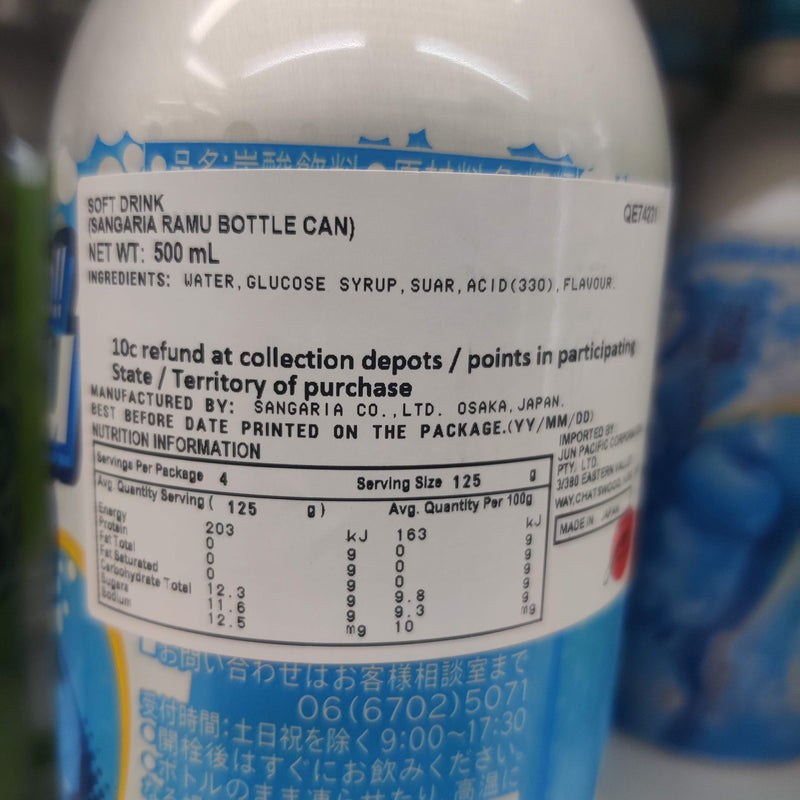 品名:炭酸飲料 ●原材料名
SOFT DRINK
(SANGARIA RAMU BOTTLE CAN)
QE74231
NET WT: 500 mL
INGREDIENTS: WATER, GLUCOSE SYRUP, SUAR, ACID(330), FLAVOUR.
10c refund at collection depots / points in participating
State / Territory of purchase
MANUFACTURED BY: SANGARIA CO., LTD. OSAKA, JAPAN.
BEST BEFORE DATE PRINTED ON THE PACKAGE.(YY/MM/DD)
NUTRITION INFORMATION
Servings Per Package 4 Serving Size 125 g
Avg. Quantity Serving ( 125 g ) Avg. Quantity Per 100g
Energy 203 kJ 163 kJ
Protein 0 g 0 g
Fat Total 0 g 0 g
Fat Saturated 0 g 0 g
Carbohydrate Total 12.3 g 9.8 g
Sugars 11.6 g 9.3 g
Sodium 12.5 mg 10 mg
IMPORTED BY
JUN PACIFIC CORPORATION
PTY. LTD.
3/380 EASTERN VALLEY
WAY, CHATSWOOD,
MADE IN JAPAN
お問い合わせはお客様相談室まで
06(6702)5071
受付時間:土日祝を除く9:00~17:30
●開栓後はすぐにお飲みください。
●ボトルのまま凍らせたり、高温に